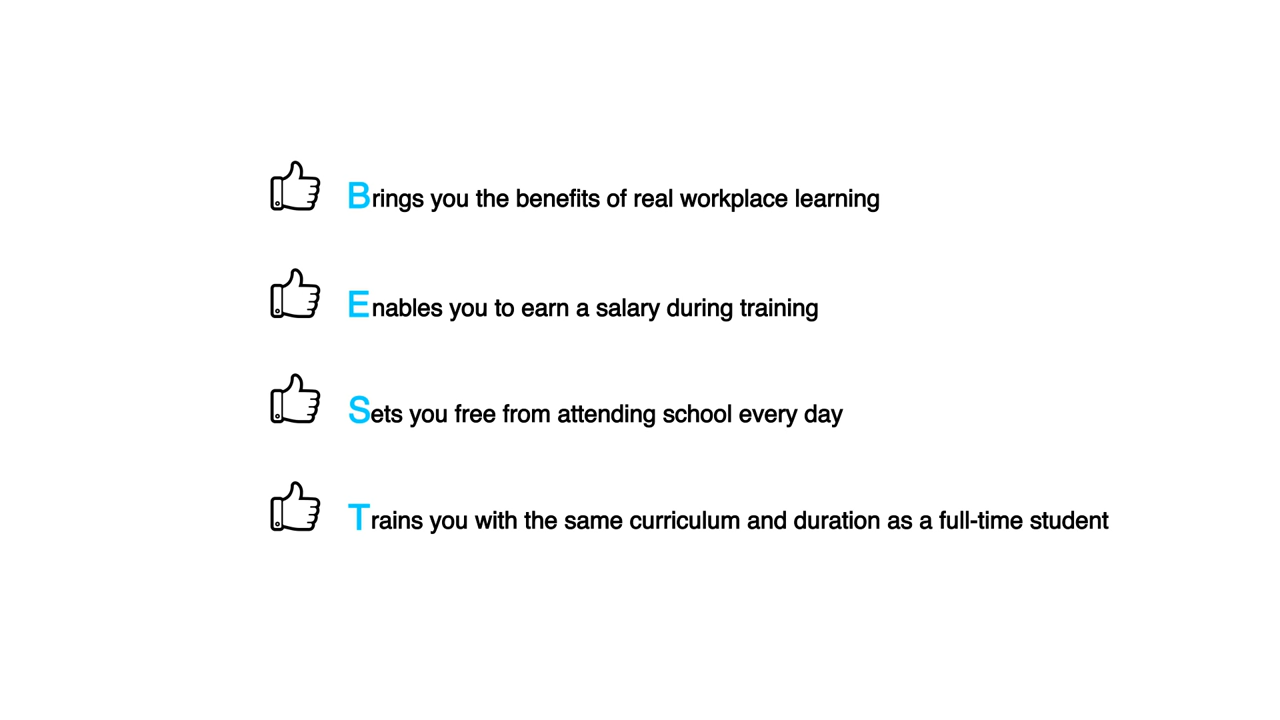 Brings you the benefits of real workplace learning
Enables you to earn a salary during training
Sets you free from attending school every day
Trains you with the same curriculum and duration as a full-time student